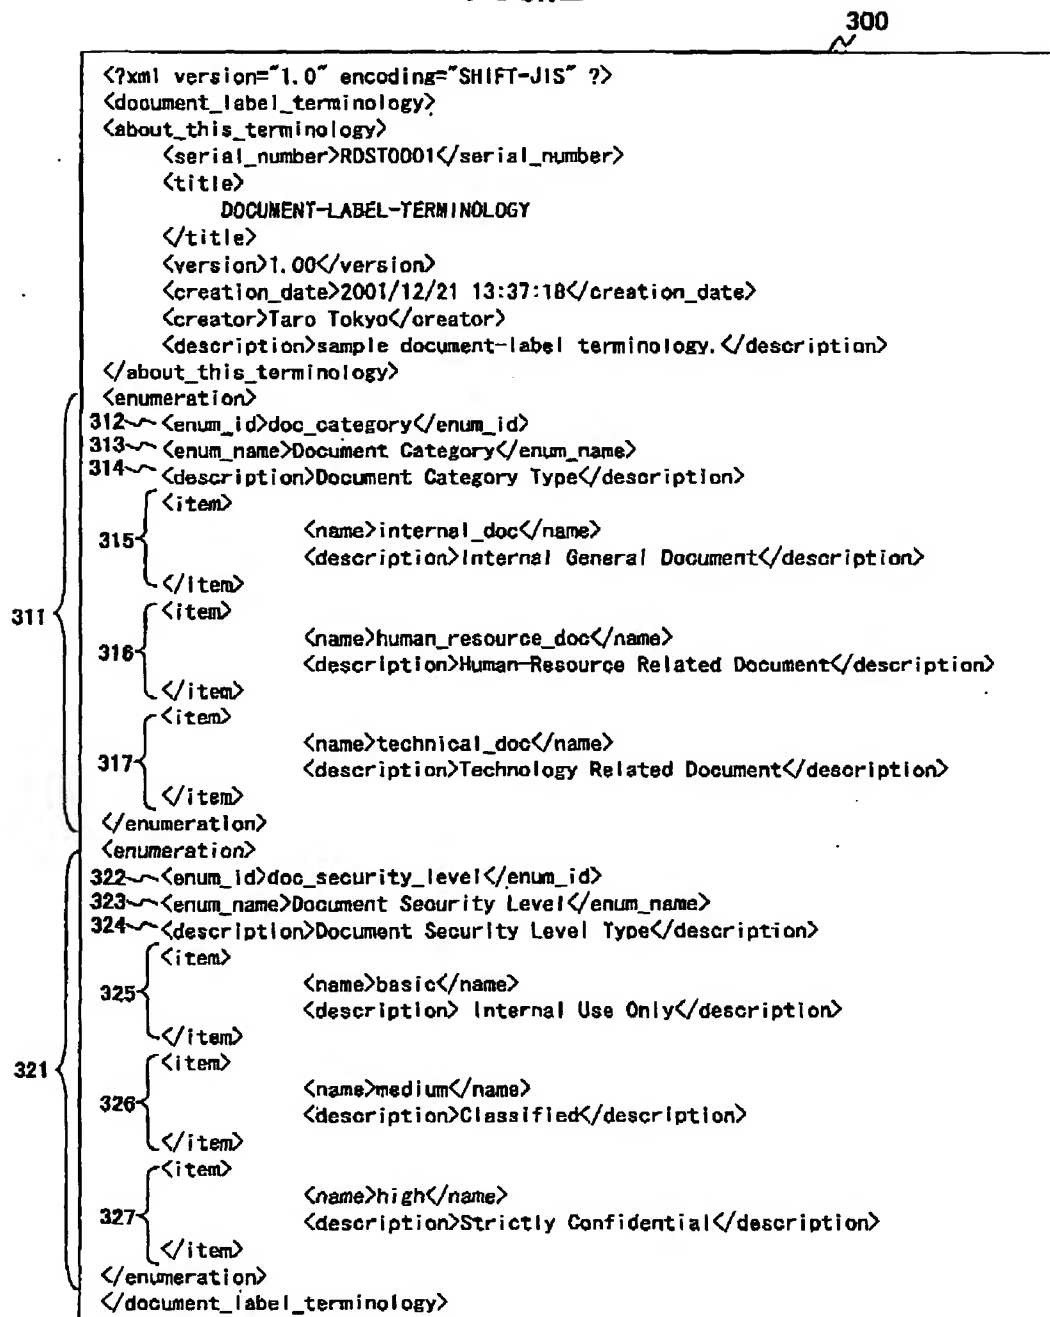 300
<?xml version="1.0" encoding="SHIFT-JIS" ?>
<document_label_terminology>
<about_this_terminology>
<serial_number>RDST0001</serial_number>
<title>
DOCUMENT-LABEL-TERMINOLOGY
</title>
<version>1.00</version>
<creation_date>2001/12/21 13:37:18</creation_date>
<creator>Taro Tokyo</creator>
<description>sample document-label terminology.</description>
</about_this_terminology>
<enumeration>
312 <enum_id>doc_category</enum_id>
313 <enum_name>Document Category</enum_name>
314 <description>Document Category Type</description>
<item>
<name>internal_doc</name>
315 <description>Internal General Document</description>
</item>
311 <item>
<name>human_resource_doc</name>
316 <description>Human-Resource Related Document</description>
</item>
<item>
<name>technical_doc</name>
317 <description>Technology Related Document</description>
</item>
</enumeration>
<enumeration>
322 <enum_id>doc_security_level</enum_id>
323 <enum_name>Document Security Level</enum_name>
324 <description>Document Security Level Type</description>
<item>
<name>basic</name>
325 <description> Internal Use Only</description>
</item>
321 <item>
<name>medium</name>
326 <description>Classified</description>
</item>
<item>
<name>high</name>
327 <description>Strictly Confidential</description>
</item>
</enumeration>
</document_label_terminology>